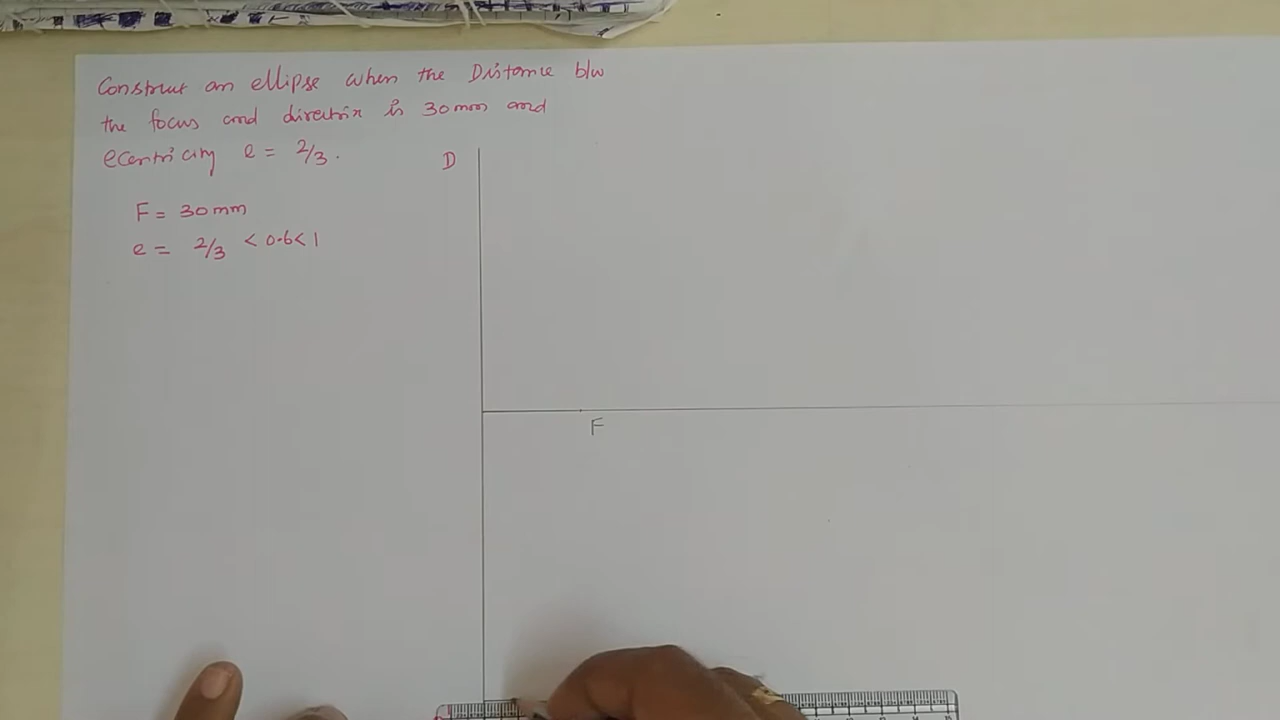 Construct an ellipse when the Distance b/w
the focus and directrix is 30mm and
eccentricity e = 2/3.
D
F = 30mm
e = 2/3 < 0.6 < 1
F